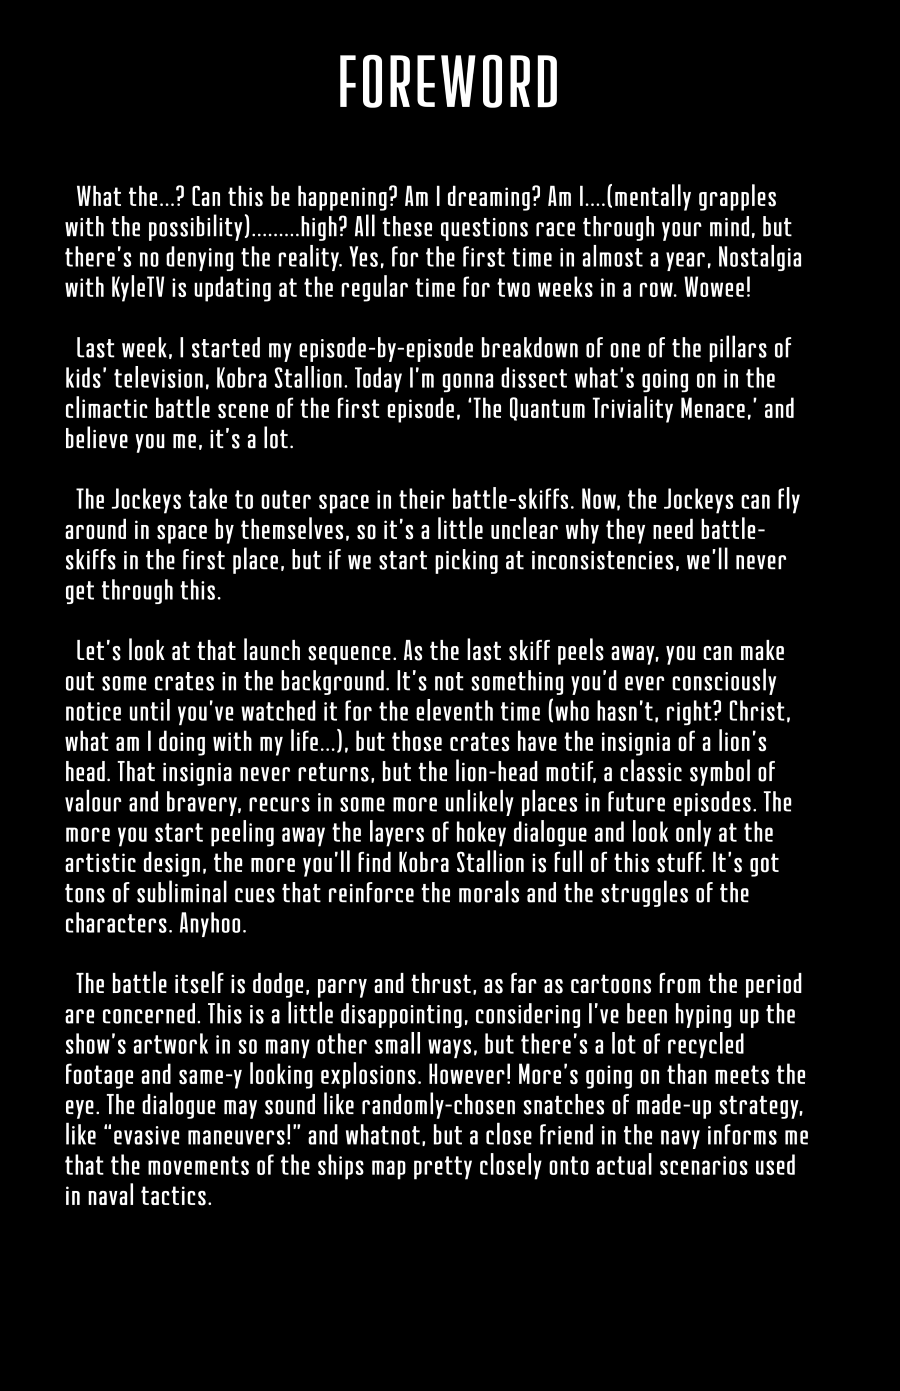 FOREWORD
What the...? Can this be happening? Am I dreaming? Am I....(mentally grapples
with the possibility).........high? All these questions race through your mind, but
there's no denying the reality. Yes, for the first time in almost a year, Nostalgia
with KyleTV is updating at the regular time for two weeks in a row. Wowee!
Last week, I started my episode-by-episode breakdown of one of the pillars of
kids' television, Kobra Stallion. Today I'm gonna dissect what's going on in the
climactic battle scene of the first episode, 'The Quantum Triviality Menace,' and
believe you me, it's a lot.
The Jockeys take to outer space in their battle-skiffs. Now, the Jockeys can fly
around in space by themselves, so it's a little unclear why they need battle-
skiffs in the first place, but if we start picking at inconsistencies, we'll never
get through this.
Let's look at that launch sequence. As the last skiff peels away, you can make
out some crates in the background. It's not something you'd ever consciously
notice until you've watched it for the eleventh time (who hasn't, right? Christ,
what am I doing with my life...), but those crates have the insignia of a lion's
head. That insignia never returns, but the lion-head motif, a classic symbol of
valour and bravery, recurs in some more unlikely places in future episodes. The
more you start peeling away the layers of hokey dialogue and look only at the
artistic design, the more you'll find Kobra Stallion is full of this stuff. It's got
tons of subliminal cues that reinforce the morals and the struggles of the
characters. Anyhoo.
The battle itself is dodge, parry and thrust, as far as cartoons from the period
are concerned. This is a little disappointing, considering I've been hyping up the
show's artwork in so many other small ways, but there's a lot of recycled
footage and same-y looking explosions. However! More's going on than meets the
eye. The dialogue may sound like randomly-chosen snatches of made-up strategy,
like "evasive maneuvers!" and whatnot, but a close friend in the navy informs me
that the movements of the ships map pretty closely onto actual scenarios used
in naval tactics.